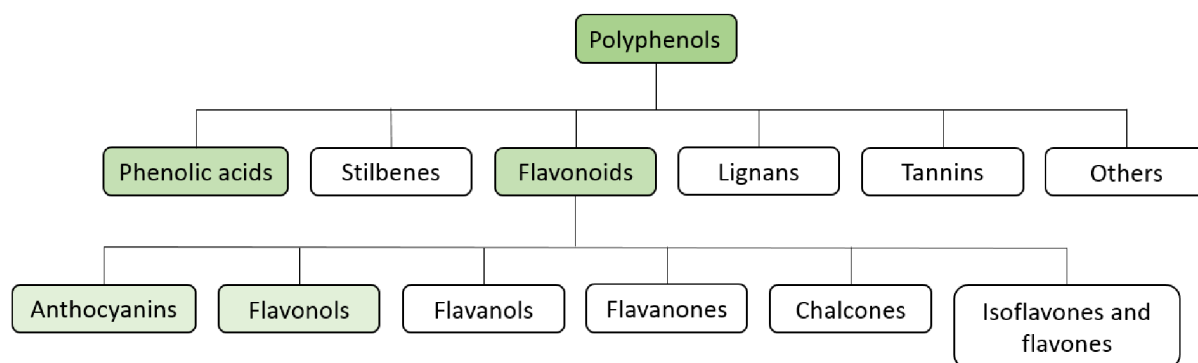 Polyphenols
Phenolic acids
Stilbenes
Flavonoids
Lignans
Tannins
Others
Anthocyanins
Flavonols
Flavanols
Flavanones
Chalcones
Isoflavones and
flavones